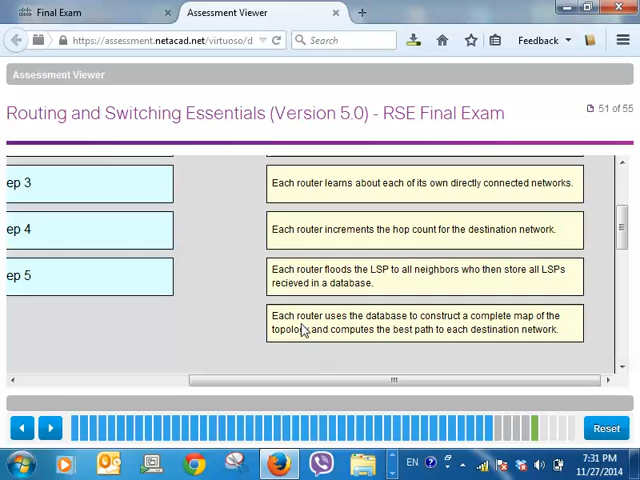 Final Exam
Assessment Viewer
https://assessment.netacad.net/virtuoso/d
Search
Feedback
Assessment Viewer
Routing and Switching Essentials (Version 5.0) - RSE Final Exam
51 of 55
ep 3
Each router learns about each of its own directly connected networks.
ep 4
Each router increments the hop count for the destination network.
ep 5
Each router floods the LSP to all neighbors who then store all LSPs
recieved in a database.
Each router uses the database to construct a complete map of the
topology and computes the best path to each destination network.
Reset
EN
7:31 PM
11/27/2014